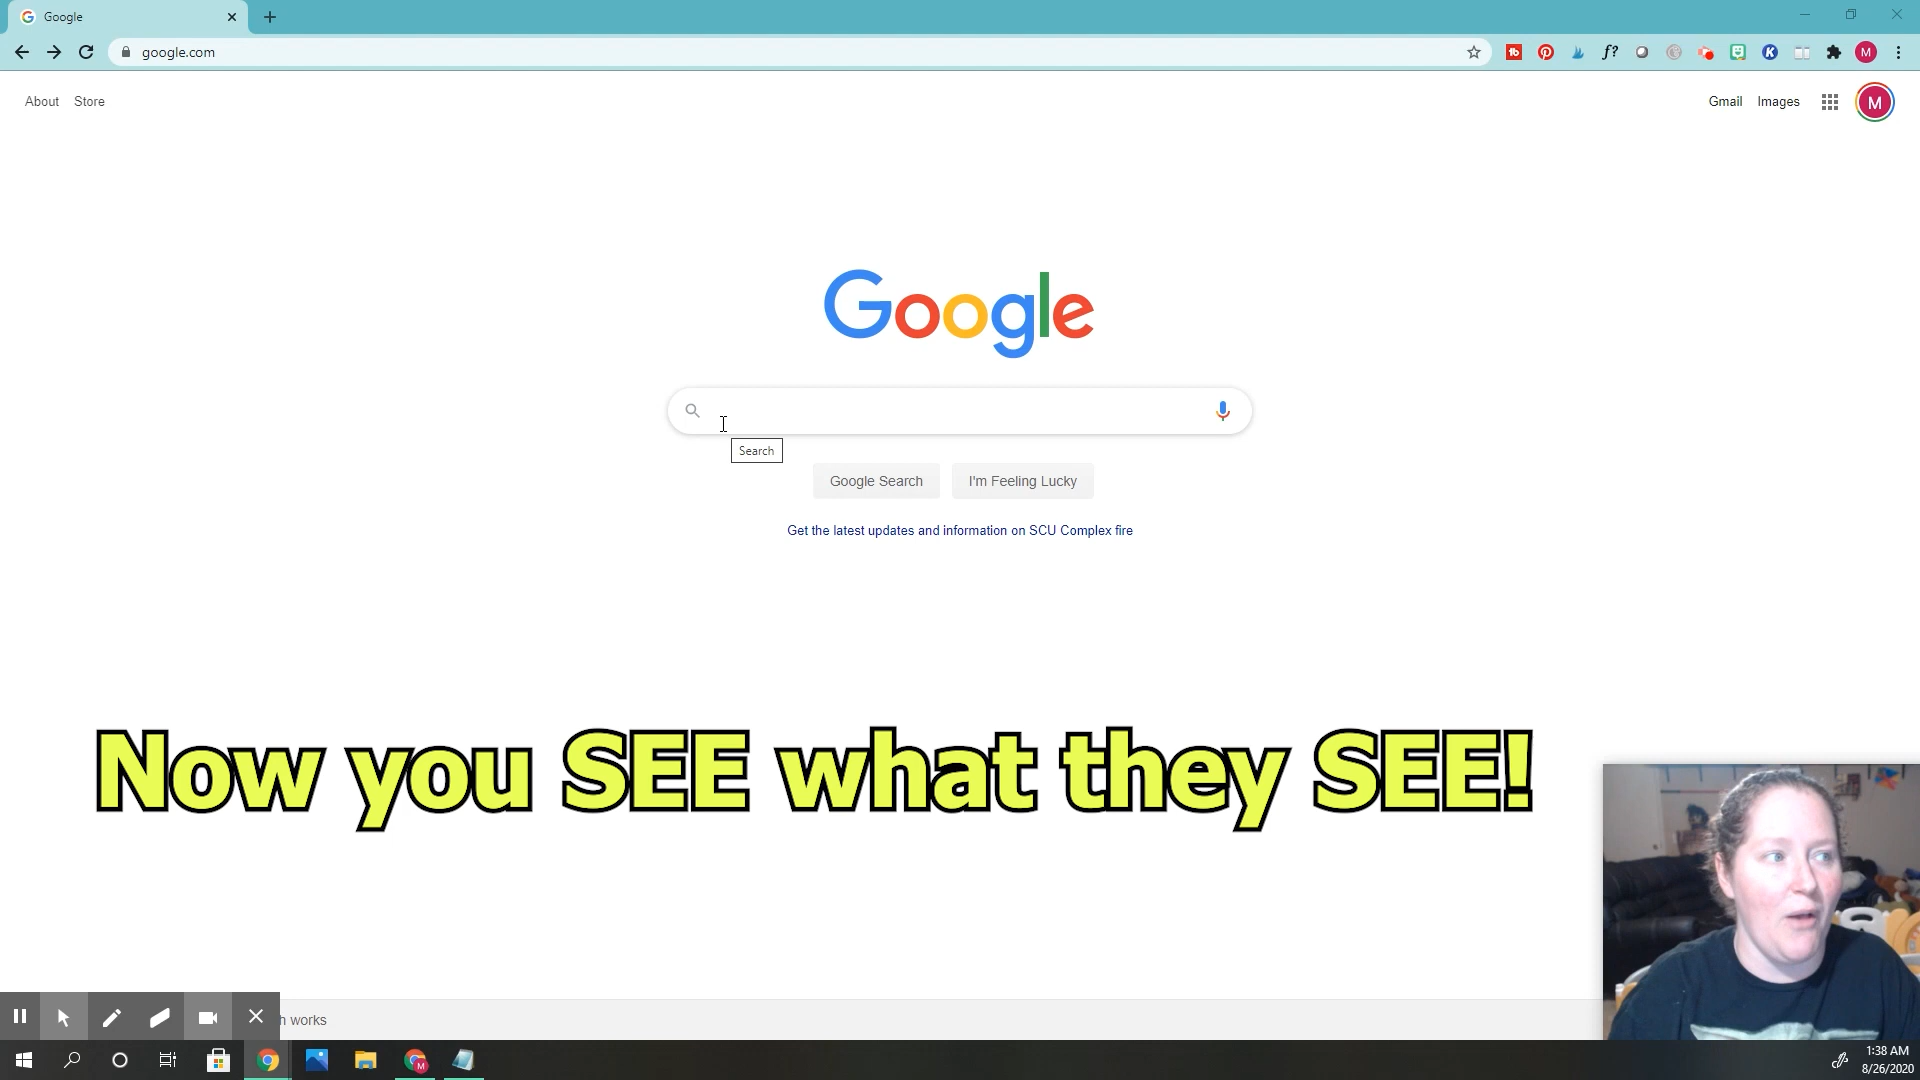 Google
google.com
f?
K
M
About Store
Gmail Images
M
Google
Search
Google Search
I'm Feeling Lucky
Get the latest updates and information on SCU Complex fire
Now you SEE what they SEE!
h works
M
1:38 AM
8/26/2020